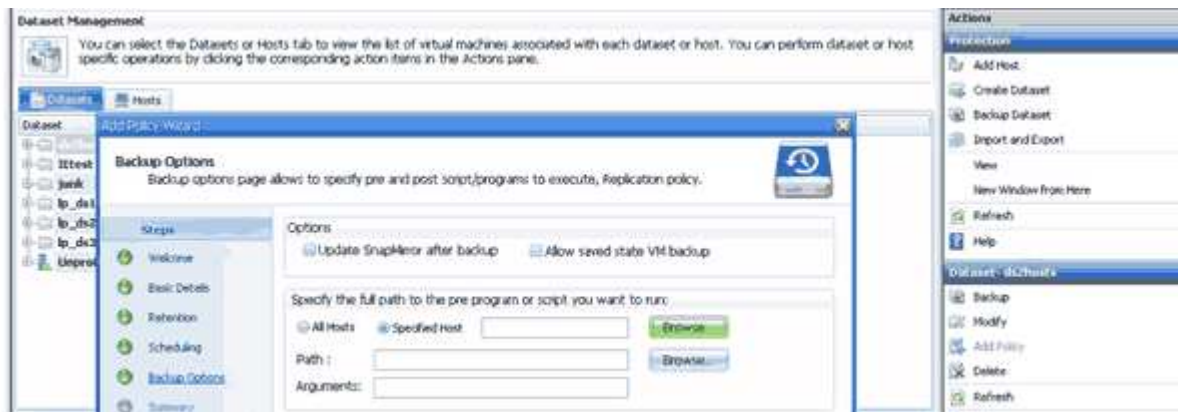 Dataset Management
You can select the Datasets or Hosts tab to view the list of virtual machines associated with each dataset or host. You can perform dataset or host
specific operations by clicking the corresponding action items in the Actions pane.
Datasets
Hosts
Dataset
ITtest
junk
lp_ds1
lp_ds2
lp_ds3
Add Policy Wizard
Backup Options
Backup options page allows to specify pre and post script/programs to execute, Replication policy.
Steps
Welcome
Basic Details
Retention
Scheduling
Backup Options
Summary
Options
Update SnapMirror after backup
Allow saved state VM backup
Specify the full path to the pre program or script you want to run:
All Hosts
Specified Host
Browse
Path :
Browse...
Arguments:
Actions
Protection
Add Host
Create Dataset
Backup Dataset
Import and Export
View
New Window from Here
Refresh
Help
Dataset- ds2hosts
Backup
Modify
Add Policy
Delete
Refresh